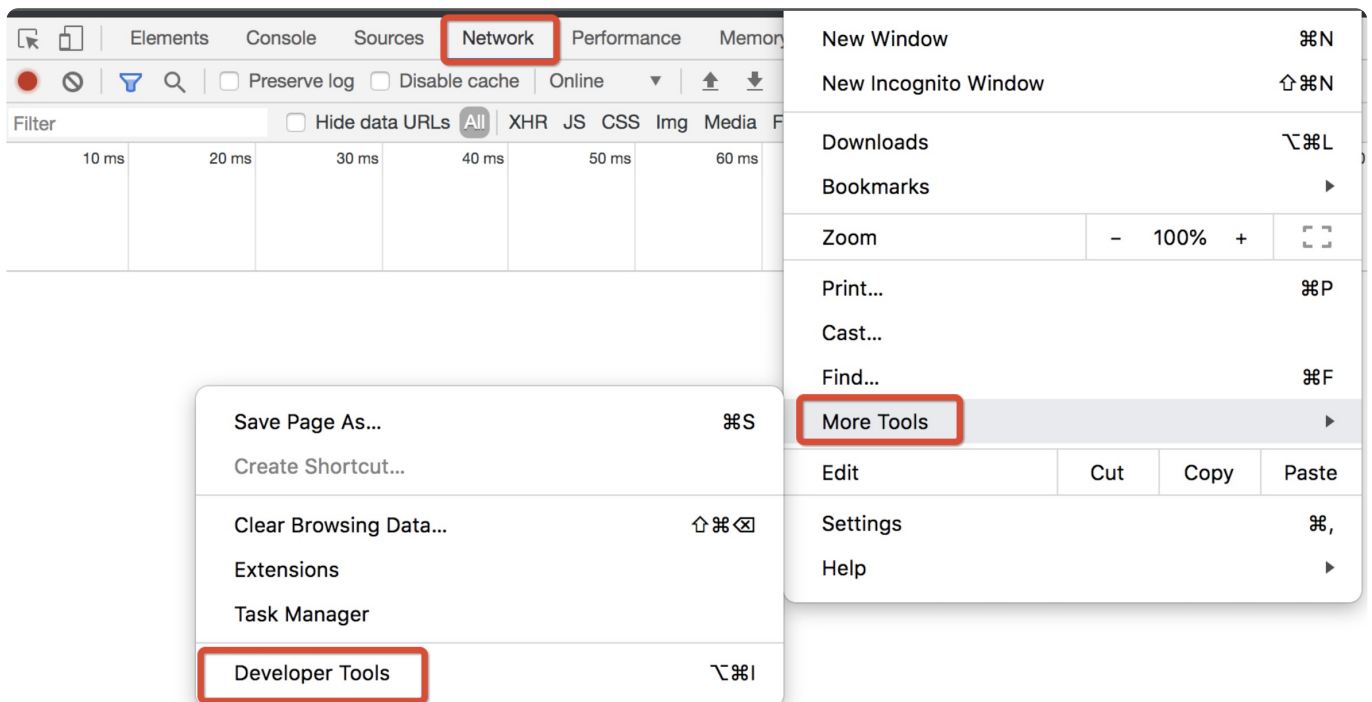 Elements Console Sources Network Performance Memory
Preserve log Disable cache Online
Filter Hide data URLs All XHR JS CSS Img Media F
10 ms 20 ms 30 ms 40 ms 50 ms 60 ms
New Window ⌘N
New Incognito Window ⇧⌘N
Downloads ⌥⌘L
Bookmarks
Zoom - 100% +
Print... ⌘P
Cast...
Find... ⌘F
More Tools
Edit Cut Copy Paste
Settings ⌘,
Help
Save Page As... ⌘S
Create Shortcut...
Clear Browsing Data... ⇧⌘⌫
Extensions
Task Manager
Developer Tools ⌥⌘I